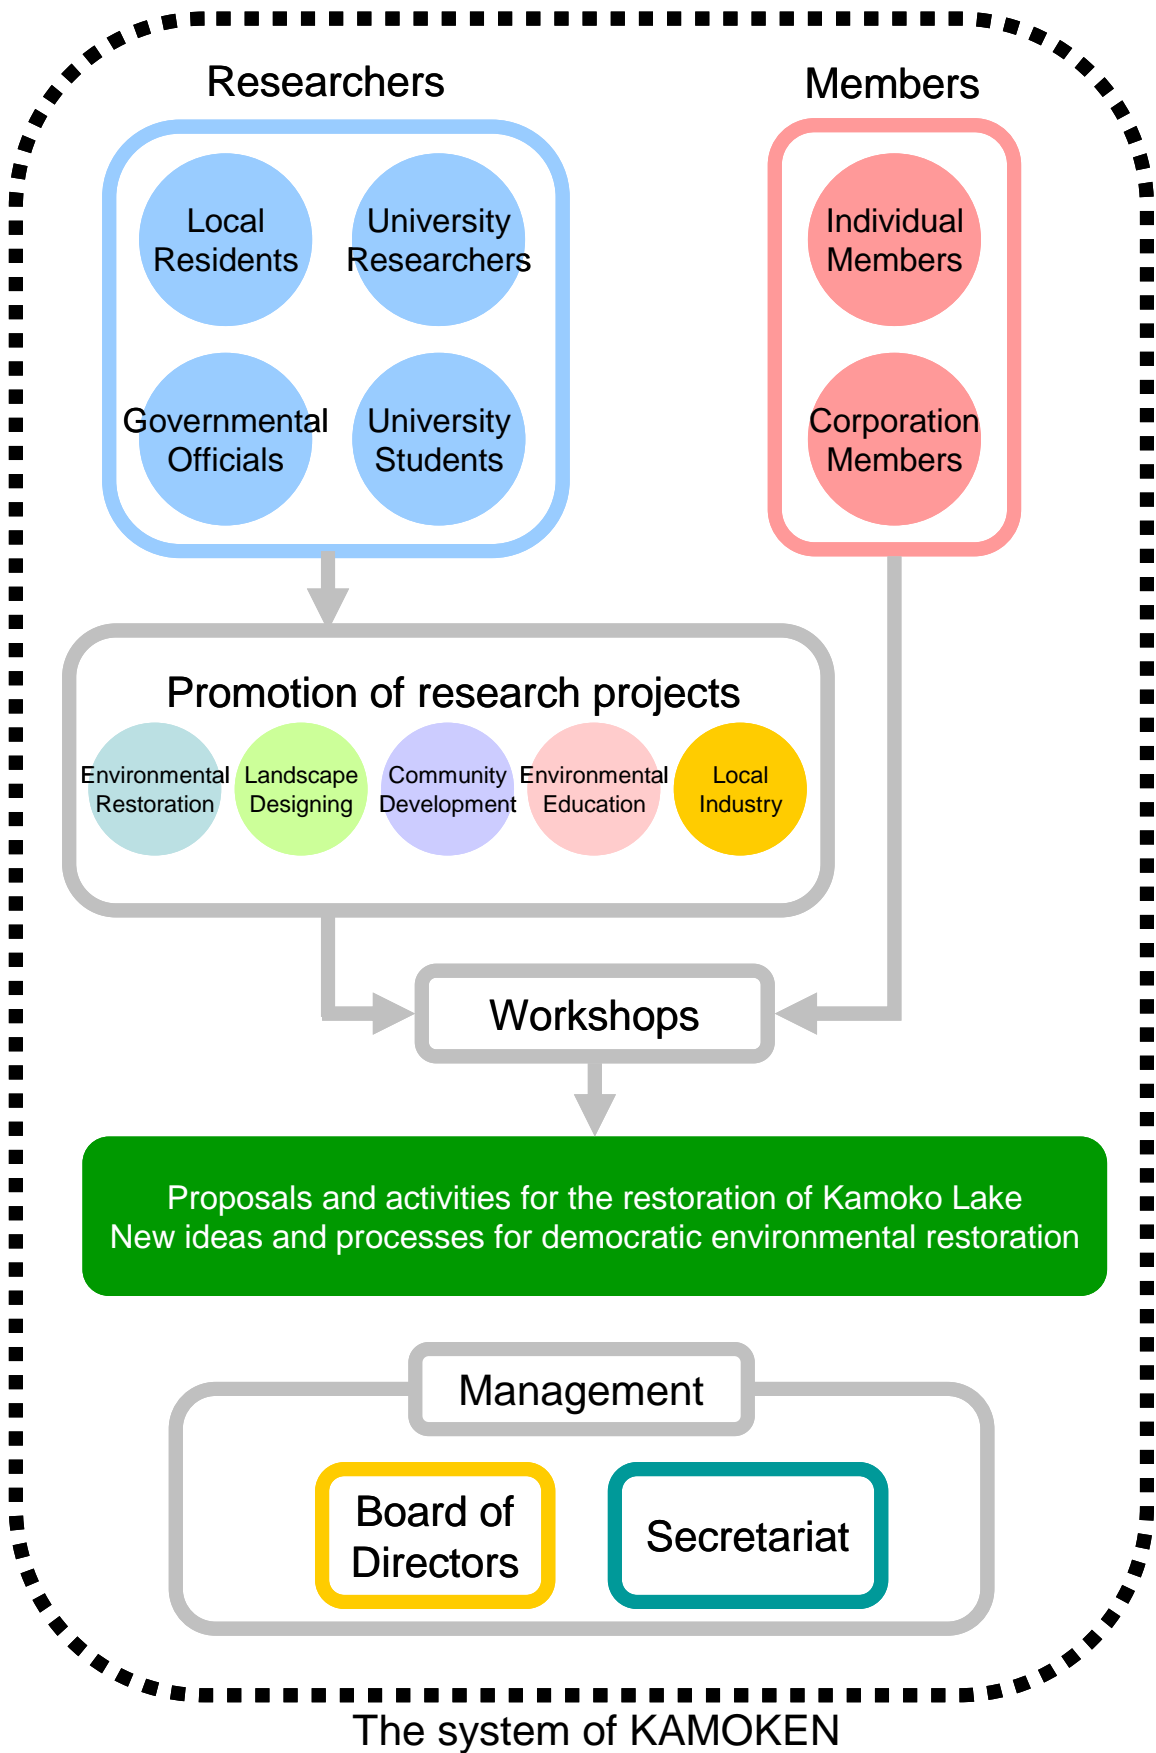 Researchers
Members
Local
Residents
University
Researchers
Individual
Members
Governmental
Officials
University
Students
Corporation
Members
Promotion of research projects
Environmental
Restoration
Landscape
Designing
Community
Development
Environmental
Education
Local
Industry
Workshops
Proposals and activities for the restoration of Kamoko Lake
New ideas and processes for democratic environmental restoration
Management
Board of
Directors
Secretariat
The system of KAMOKEN